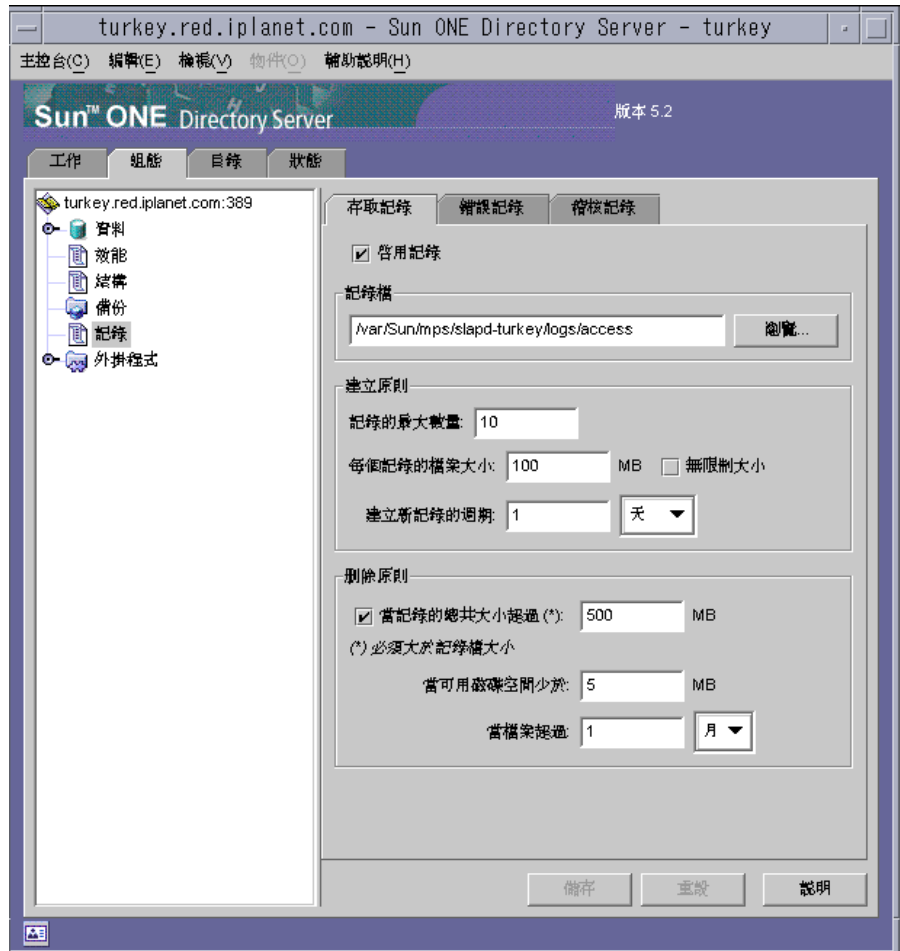 turkey.red.iplanet.com – Sun ONE Directory Server – turkey
主控台(C) 編輯(E) 檢視(V) 物件(O) 輔助說明(H)
Sun™ ONE Directory Server
版本 5.2
工作 組態 目錄 狀態
turkey.red.iplanet.com:389
資料
效能
結構
備份
記錄
外掛程式
存取記錄 錯誤記錄 稽核記錄
啟用記錄
記錄檔
/var/Sun/mps/slapd-turkey/logs/access 瀏覽...
建立原則
記錄的最大數量: 10
每個記錄的檔案大小: 100 MB 無限制大小
建立新記錄的週期: 1 天
刪除原則
當記錄的總共大小超過 (*): 500 MB
(*) 必須大於記錄檔大小
當可用磁碟空間少於: 5 MB
當檔案超過: 1 月
儲存 重設 說明